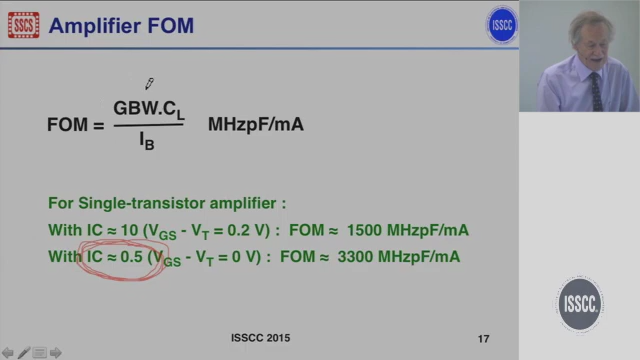 SSCS
Amplifier FOM
ISSCC
FOM = GBW.CL / IB MHzpF/mA
For Single-transistor amplifier :
With IC ≈ 10 (VGS - VT = 0.2 V) : FOM ≈ 1500 MHzpF/mA
With IC ≈ 0.5 (VGS - VT = 0 V) : FOM ≈ 3300 MHzpF/mA
ISSCC
ISSCC 2015
17